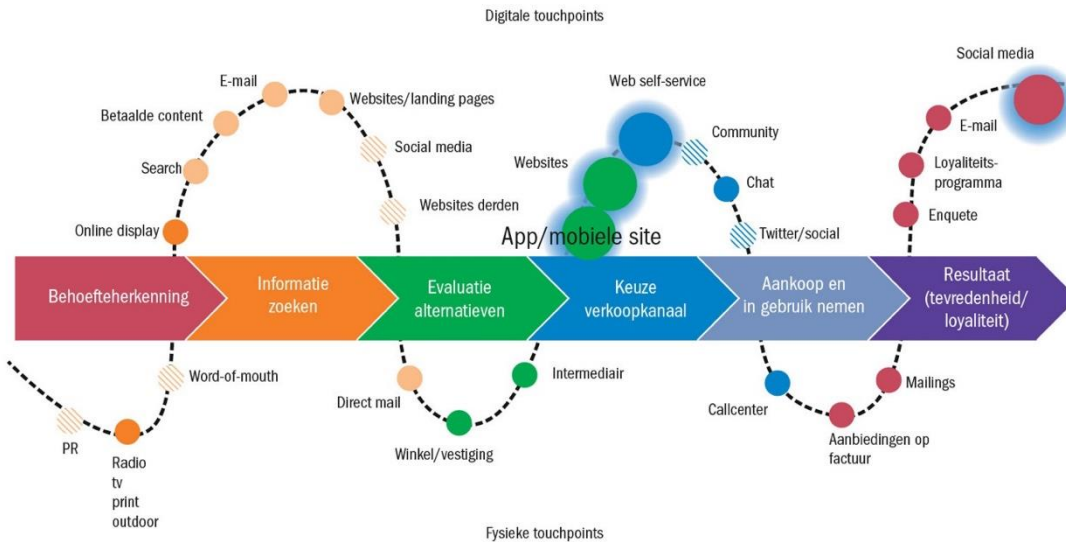 Digitale touchpoints
Social media
E-mail
Web self-service
Betaalde content
Websites/landing pages
E-mail
Community
Social media
Search
Websites
Loyaliteits-
programma
Chat
Websites derden
Enquete
Online display
App/mobiele site
Twitter/social
Behoefteherkenning
Informatie
zoeken
Evaluatie
alternatieven
Keuze
verkoopkanaal
Aankoop en
in gebruik nemen
Resultaat
(tevredenheid/
loyaliteit)
Word-of-mouth
Intermediair
Mailings
Direct mail
Callcenter
PR
Winkel/vestiging
Aanbiedingen op
factuur
Radio
tv
print
outdoor
Fysieke touchpoints